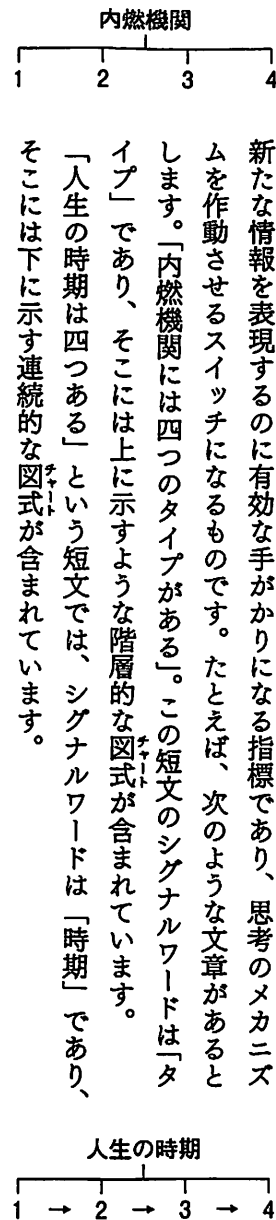 内燃機関
1 2 3 4
新たな情報を表現するのに有効な手がかりになる指標であり、思考のメカニズ
ムを作動させるスイッチになるものです。たとえば、次のような文章があると
します。「内燃機関には四つのタイプがある」。この短文のシグナルワードは「タ
イプ」であり、そこには上に示すような階層的な図式が含まれています。
チャート
「人生の時期は四つある」という短文では、シグナルワードは「時期」であり、
そこには下に示す連続的な図式が含まれています。
チャート
人生の時期
1 → 2 → 3 → 4